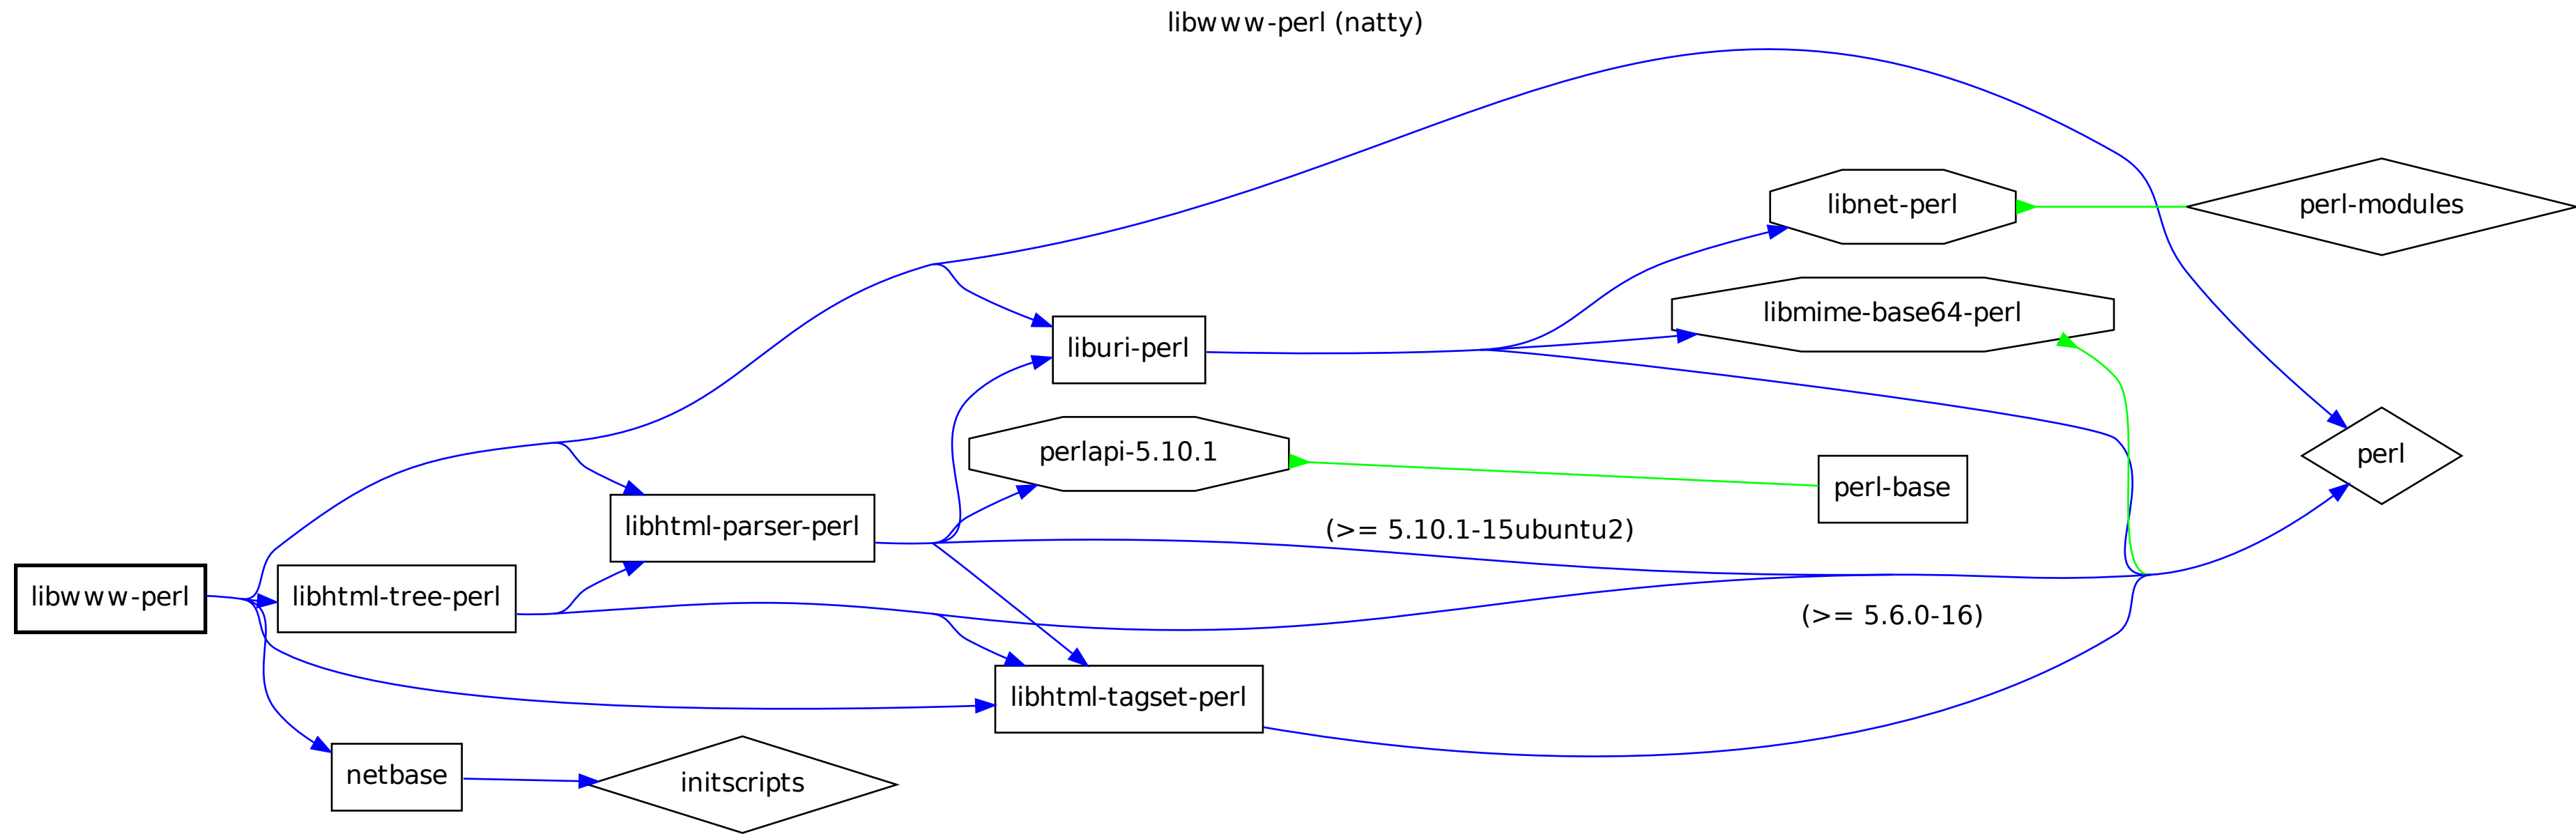 libwww-perl (natty)
libnet-perl
perl-modules
libmime-base64-perl
liburi-perl
perlapi-5.10.1
perl
perl-base
libhtml-parser-perl
(>= 5.10.1-15ubuntu2)
libwww-perl
libhtml-tree-perl
(>= 5.6.0-16)
libhtml-tagset-perl
netbase
initscripts